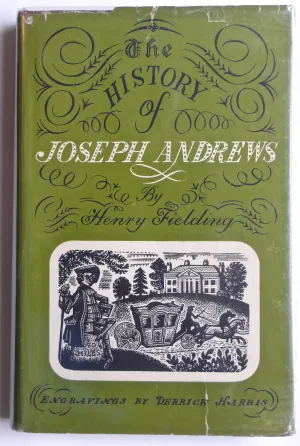 The
HISTORY
of
JOSEPH ANDREWS
By
Henry Fielding
ENGRAVINGS BY DERRICK HARRIS